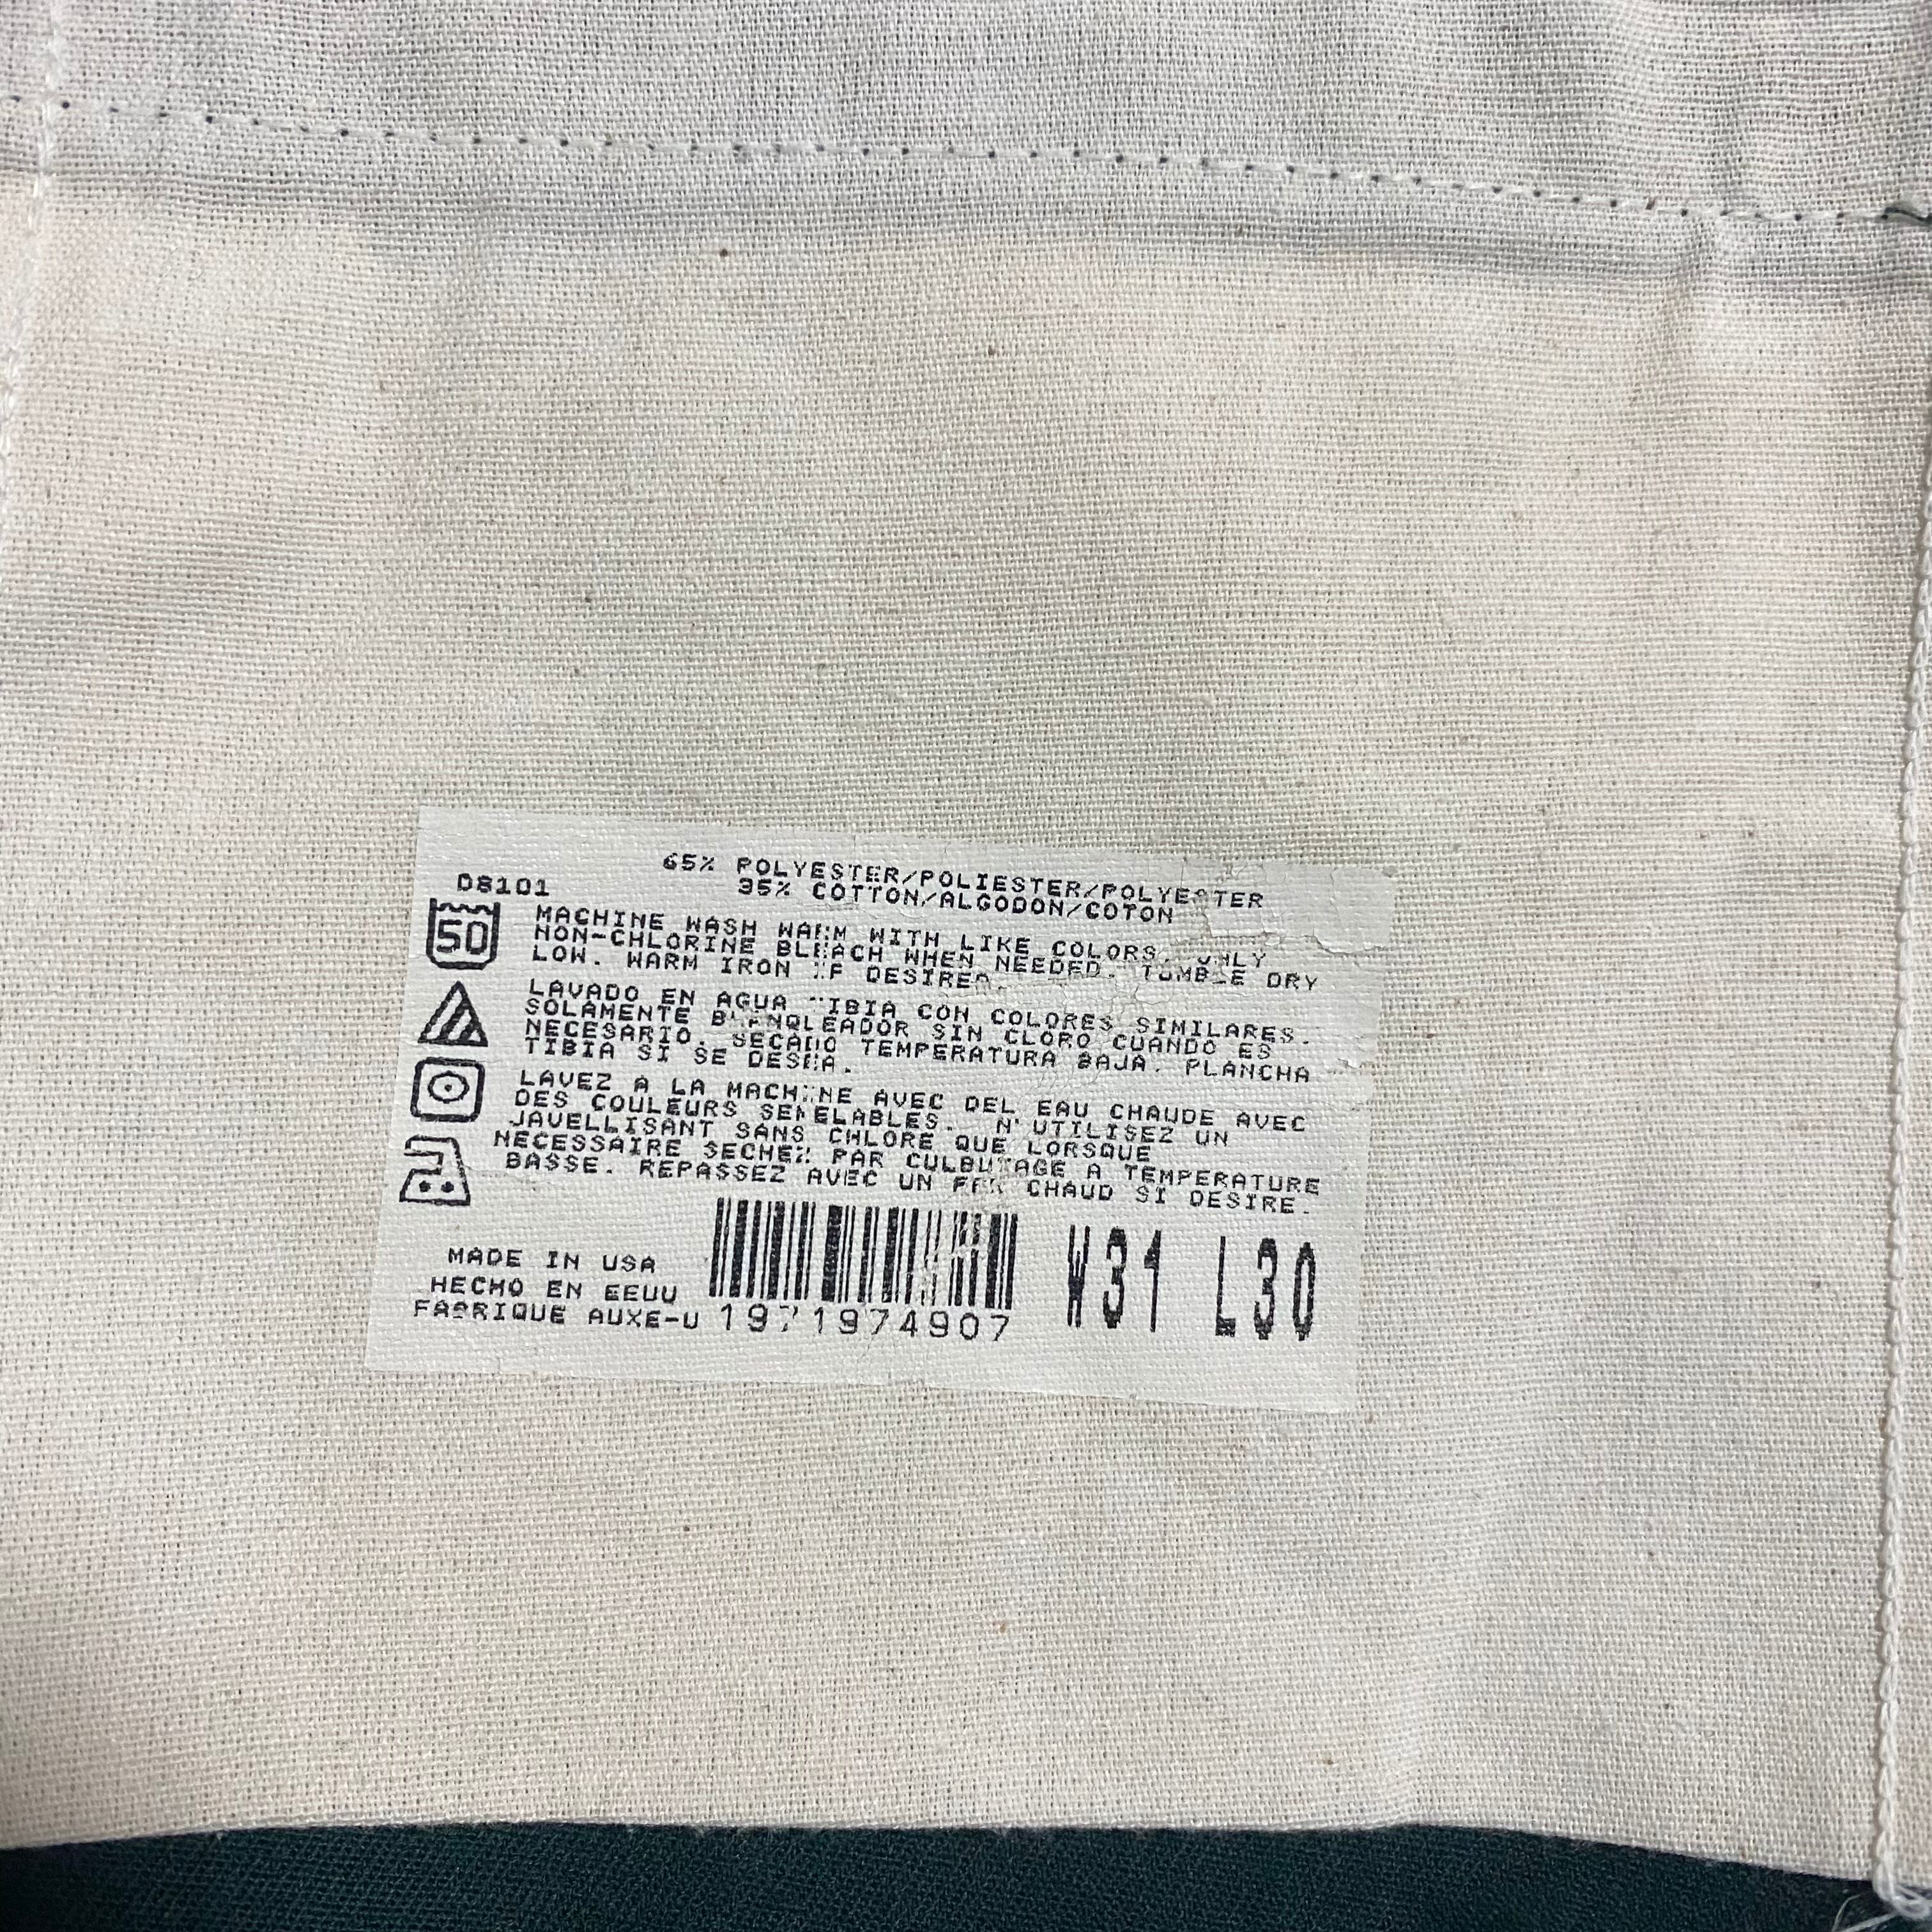 65% POLYESTER/POLIESTER/POLYESTER
D8101 35% COTTON/ALGODON/COTON
50 MACHINE WASH WARM WITH LIKE COLORS. ONLY
NON-CHLORINE BLEACH WHEN NEEDED. TUMBLE DRY
LOW. WARM IRON IF DESIRED.
LAVADO EN AGUA TIBIA CON COLORES SIMILARES.
SOLAMENTE BLANQUEADOR SIN CLORO CUANDO ES
NECESARIO. SECADO TEMPERATURA BAJA. PLANCHA
TIBIA SI SE DESEA.
LAVEZ A LA MACHINE AVEC DEL EAU CHAUDE AVEC
DES COULEURS SEMBLABLES. N'UTILISEZ UN
JAVELLISANT SANS CHLORE QUE LORSQUE
NECESSAIRE SECHEZ PAR CULBUTAGE A TEMPERATURE
BASSE. REPASSEZ AVEC UN FER CHAUD SI DESIRE.
MADE IN USA
HECHO EN EEUU
FABRIQUE AUXE-U
1971974907
W31 L30